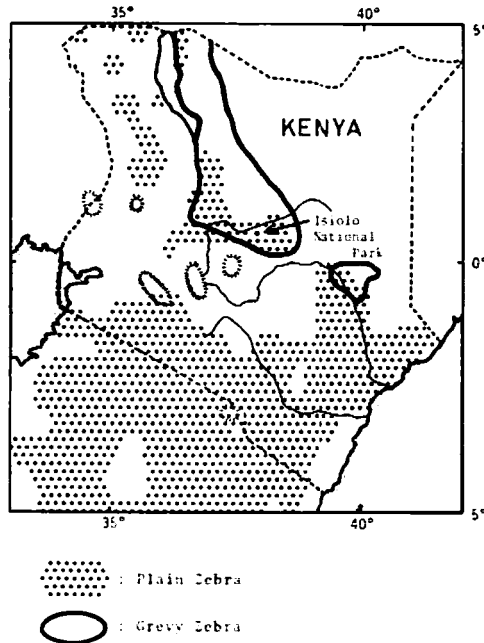 35° 40°
5°
KENYA
Isiolo
National
Park
0°
5°
35° 40°
: Plain Zebra
: Grevy Zebra